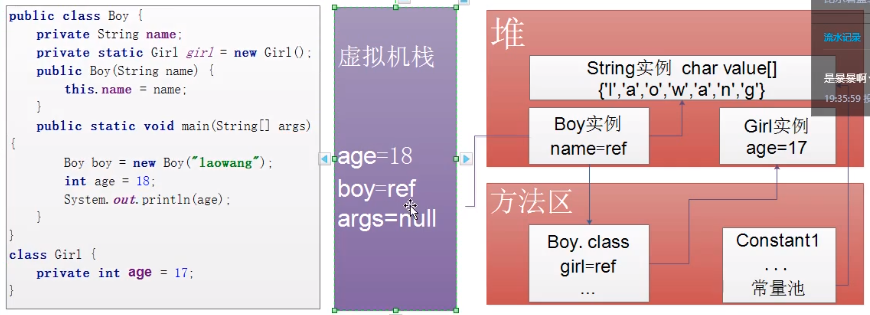 public class Boy {
private String name;
private static Girl girl = new Girl();
public Boy(String name) {
this.name = name;
}
public static void main(String[] args)
{
Boy boy = new Boy("laowang");
int age = 18;
System.out.println(age);
}
}
class Girl {
private int age = 17;
}
虚拟机栈
age=18
boy=ref
args=null
堆
String实例 char value[]
{'l','a','o','w','a','n','g'}
Boy实例
name=ref
Girl实例
age=17
方法区
Boy. class
girl=ref
...
Constant1
. . .
常量池
流水记录
是暴暴啊
19:35:59